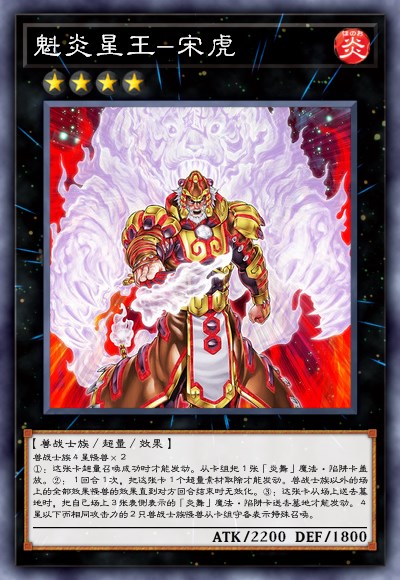 魁炎星王–宋虎
ほのお
炎
【兽战士族/超量/效果】
兽战士族4星怪兽×2
①：这张卡超量召唤成功时才能发动。从卡组把1张「炎舞」魔法·陷阱卡盖
放。②：1回合1次，把这张卡1个超量素材取除才能发动。兽战士族以外的场
上的全部效果怪兽的效果直到对方回合结束时无效化。③：这张卡从场上送去墓
地时，把自己场上3张表侧表示的「炎舞」魔法·陷阱卡送去墓地才能发动。4
星以下而相同攻击力的2只兽战士族怪兽从卡组守备表示特殊召唤。
ATK/2200 DEF/1800